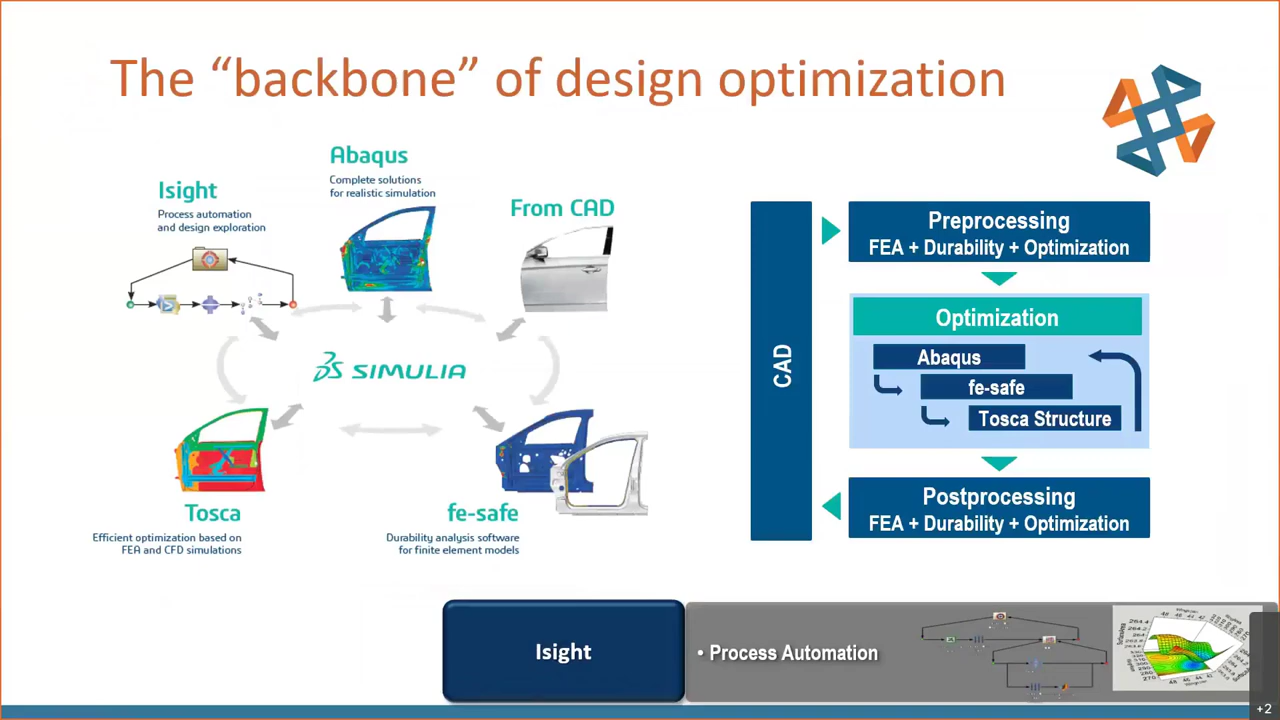 The “backbone” of design optimization
Isight
Process automation
and design exploration
Abaqus
Complete solutions
for realistic simulation
From CAD
SIMULIA
Tosca
Efficient optimization based on
FEA and CFD simulations
fe-safe
Durability analysis software
for finite element models
CAD
Preprocessing
FEA + Durability + Optimization
Optimization
Abaqus
fe-safe
Tosca Structure
Postprocessing
FEA + Durability + Optimization
Isight
• Process Automation
+2